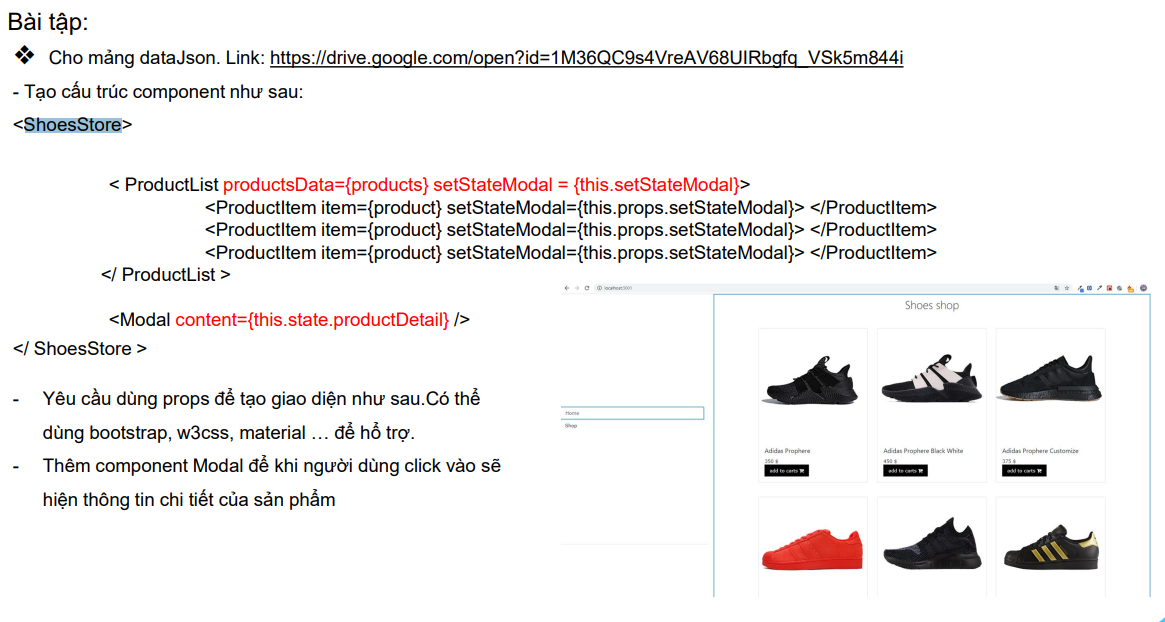 Bài tập:
❖ Cho mảng dataJson. Link: https://drive.google.com/open?id=1M36QC9s4VreAV68UIRbgfq_VSk5m844i
- Tạo cấu trúc component như sau:
<ShoesStore>
< ProductList productsData={products} setStateModal = {this.setStateModal}>
<ProductItem item={product} setStateModal={this.props.setStateModal}> </ProductItem>
<ProductItem item={product} setStateModal={this.props.setStateModal}> </ProductItem>
<ProductItem item={product} setStateModal={this.props.setStateModal}> </ProductItem>
</ ProductList >
<Modal content={this.state.productDetail} />
</ ShoesStore >
- Yêu cầu dùng props để tạo giao diện như sau.Có thể
dùng bootstrap, w3css, material … để hổ trợ.
- Thêm component Modal để khi người dùng click vào sẽ
hiện thông tin chi tiết của sản phẩm
localhost:3001
Shoes shop
Home
Shop
Adidas Prophere
350 $
add to carts
Adidas Prophere Black White
450 $
add to carts
Adidas Prophere Customize
375 $
add to carts